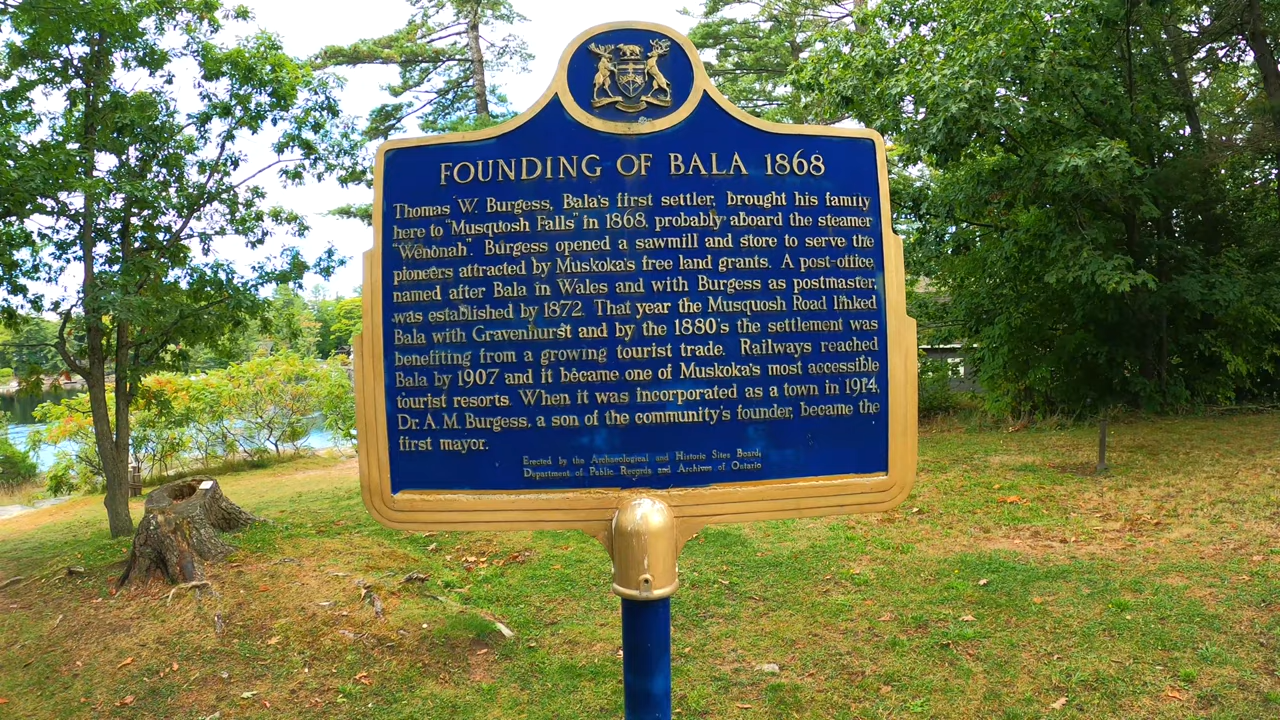 FOUNDING OF BALA 1868
Thomas W. Burgess, Bala's first settler, brought his family
here to "Musquosh Falls" in 1868, probably aboard the steamer
"Wenonah". Burgess opened a sawmill and store to serve the
pioneers attracted by Muskoka's free land grants. A post-office,
named after Bala in Wales and with Burgess as postmaster,
was established by 1872. That year the Musquosh Road linked
Bala with Gravenhurst and by the 1880's the settlement was
benefiting from a growing tourist trade. Railways reached
Bala by 1907 and it became one of Muskoka's most accessible
tourist resorts. When it was incorporated as a town in 1914,
Dr. A. M. Burgess, a son of the community's founder, became the
first mayor.
Erected by the Archaeological and Historic Sites Board,
Department of Public Records and Archives of Ontario